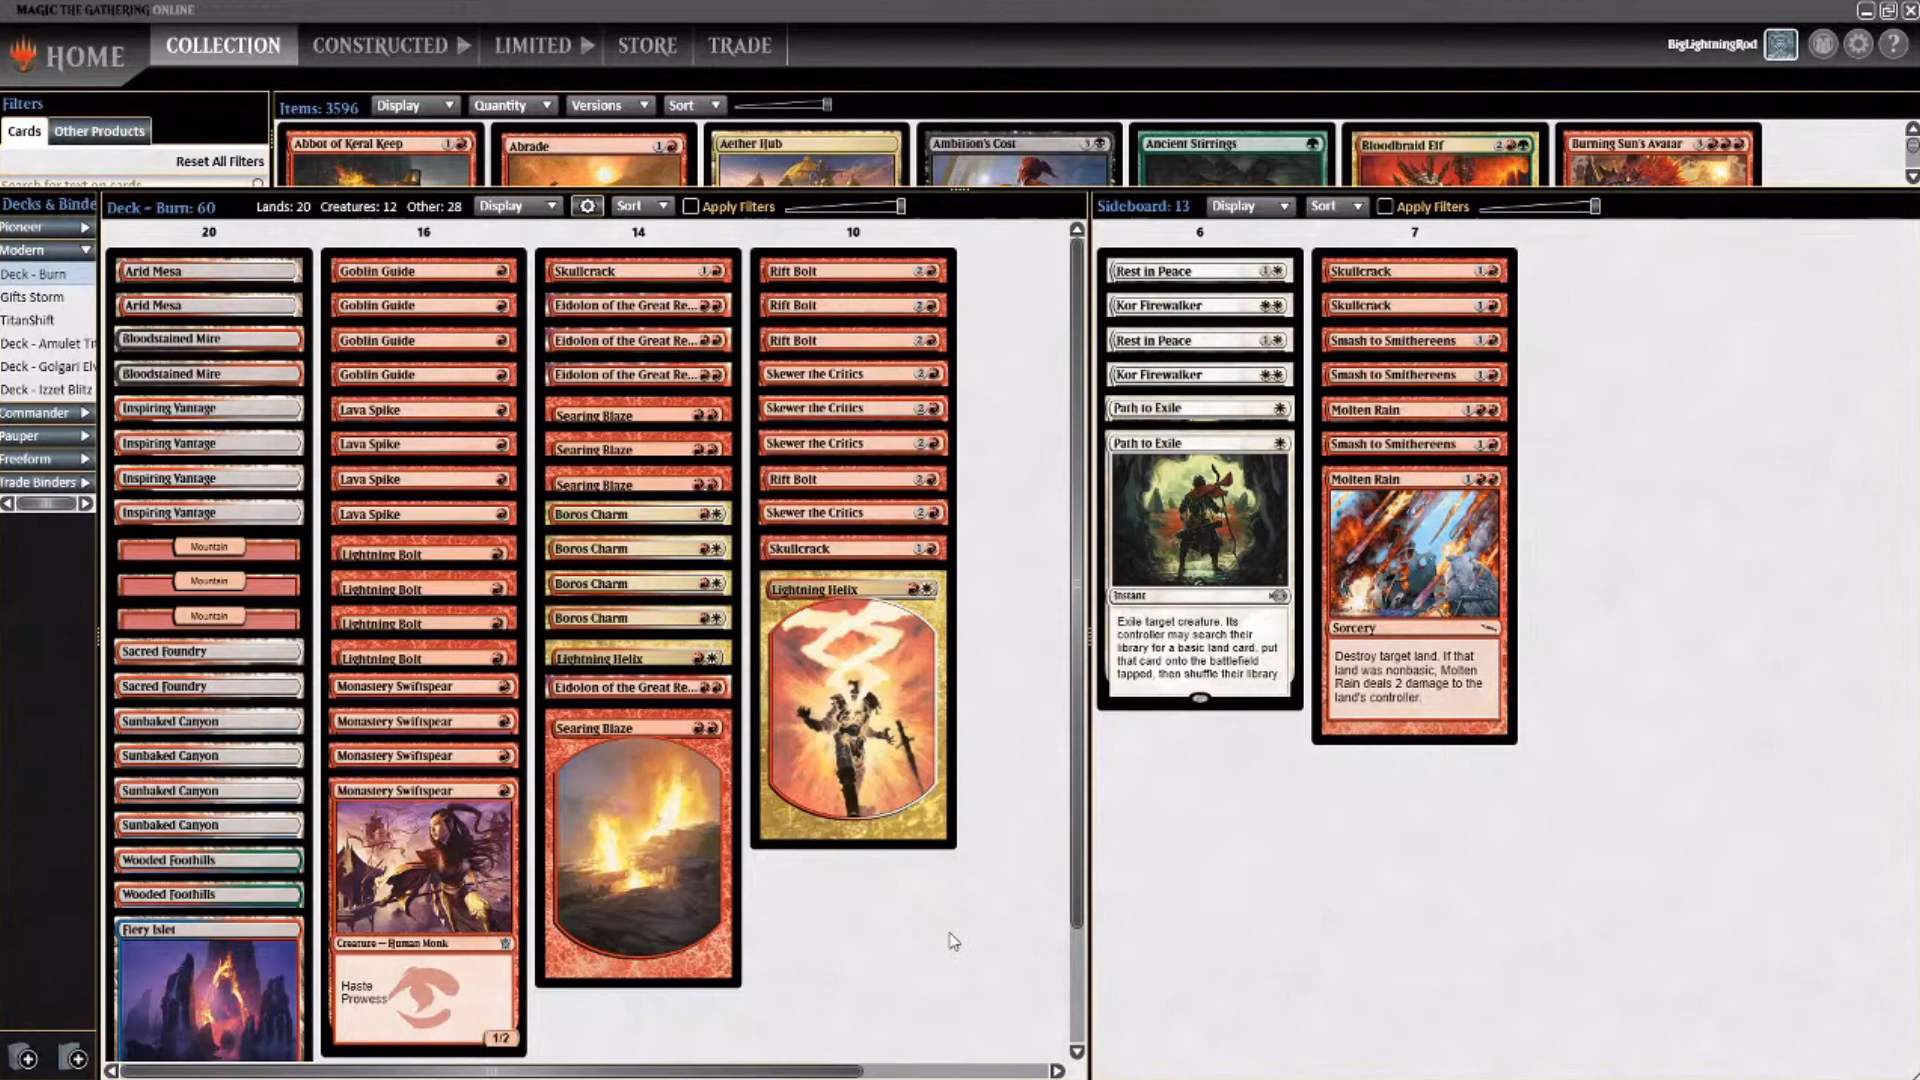 MAGIC THE GATHERING ONLINE
HOME
COLLECTION
CONSTRUCTED
LIMITED
STORE
TRADE
BigLightningRod
Filters
Cards
Other Products
Reset All Filters
Items: 3596
Display
Quantity
Versions
Sort
Abbot of Keral Keep
Abrade
Aether Hub
Ambition's Cost
Ancient Stirrings
Bloodbraid Elf
Burning Sun's Avatar
Decks & Binde
Pioneer
Modern
Deck - Burn
Gifts Storm
TitanShift
Deck - Amulet Ti
Deck - Golgari El
Deck - Izzet Blitz
Commander
Pauper
Freeform
Trade Binders
Deck - Burn: 60
Lands: 20 Creatures: 12 Other: 28
Display
Sort
Apply Filters
20
Arid Mesa
Arid Mesa
Bloodstained Mire
Bloodstained Mire
Inspiring Vantage
Inspiring Vantage
Inspiring Vantage
Inspiring Vantage
Mountain
Mountain
Mountain
Sacred Foundry
Sacred Foundry
Sunbaked Canyon
Sunbaked Canyon
Sunbaked Canyon
Sunbaked Canyon
Wooded Foothills
Wooded Foothills
Fiery Islet
16
Goblin Guide
Goblin Guide
Goblin Guide
Goblin Guide
Lava Spike
Lava Spike
Lava Spike
Lava Spike
Lightning Bolt
Lightning Bolt
Lightning Bolt
Lightning Bolt
Monastery Swiftspear
Monastery Swiftspear
Monastery Swiftspear
Monastery Swiftspear
Creature — Human Monk
Haste
Prowess
1/2
14
Skullcrack
Eidolon of the Great Re...
Eidolon of the Great Re...
Eidolon of the Great Re...
Searing Blaze
Searing Blaze
Searing Blaze
Boros Charm
Boros Charm
Boros Charm
Boros Charm
Lightning Helix
Eidolon of the Great Re...
Searing Blaze
10
Rift Bolt
Rift Bolt
Rift Bolt
Skewer the Critics
Skewer the Critics
Skewer the Critics
Rift Bolt
Skewer the Critics
Skullcrack
Lightning Helix
Sideboard: 13
Display
Sort
Apply Filters
6
Rest in Peace
Kor Firewalker
Rest in Peace
Kor Firewalker
Path to Exile
Path to Exile
Instant
Exile target creature. Its
controller may search their
library for a basic land card, put
that card onto the battlefield
tapped, then shuffle their library
7
Skullcrack
Skullcrack
Smash to Smithereens
Smash to Smithereens
Molten Rain
Smash to Smithereens
Molten Rain
Sorcery
Destroy target land. If that
land was nonbasic, Molten
Rain deals 2 damage to the
land's controller.